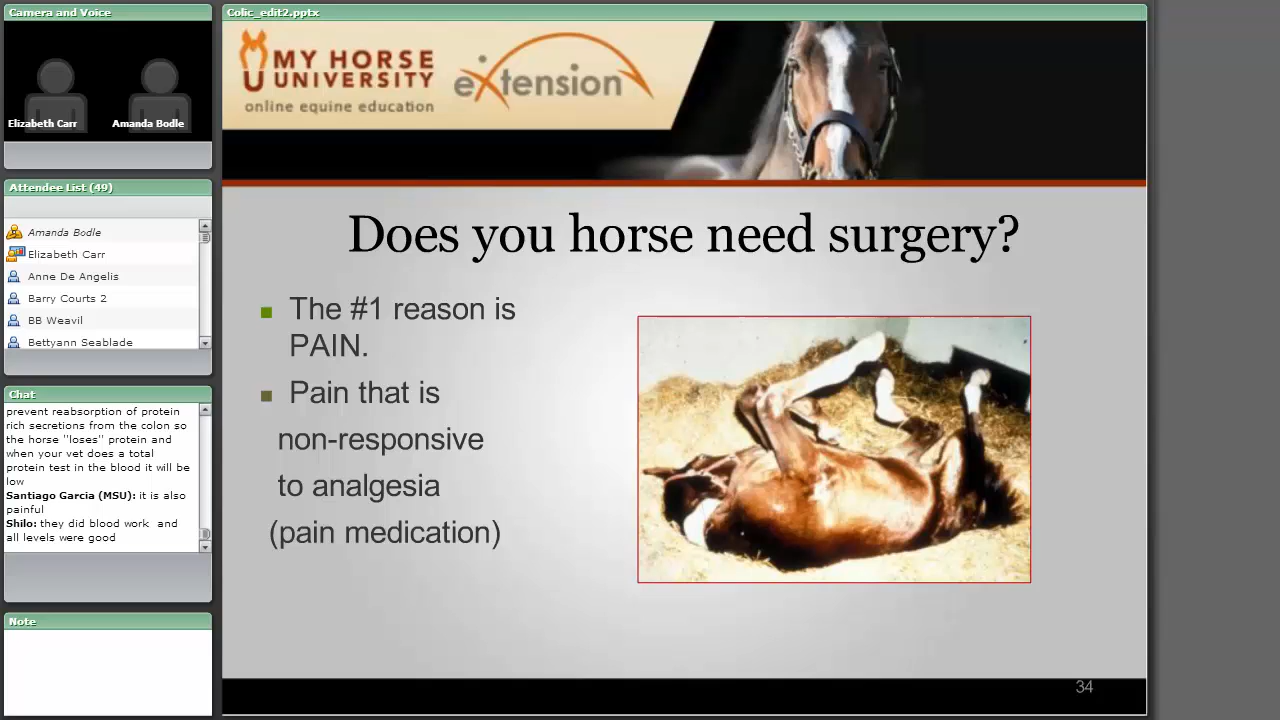 Camera and Voice
Elizabeth Carr
Amanda Bodle
Attendee List (49)
Amanda Bodle
Elizabeth Carr
Anne De Angelis
Barry Courts 2
BB Weavil
Bettyann Seablade
Chat
prevent reabsorption of protein
rich secretions from the colon so
the horse "loses" protein and
when your vet does a total
protein test in the blood it will be
low
Santiago Garcia (MSU): it is also
painful
Shilo: they did blood work and
all levels were good
Note
Colic_edit2.pptx
MY HORSE
UNIVERSITY
online equine education
eXtension
Does you horse need surgery?
The #1 reason is
PAIN.
Pain that is
non-responsive
to analgesia
(pain medication)
34